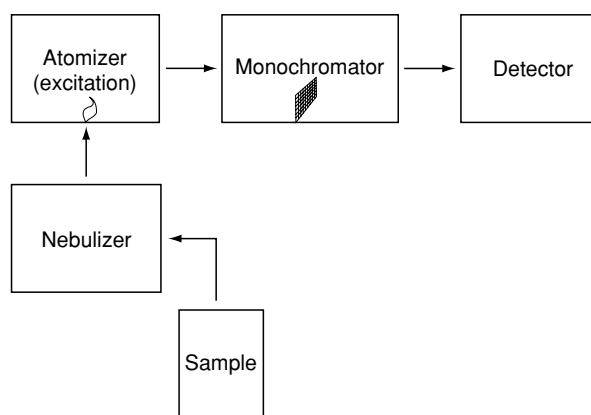 Atomizer
(excitation)
Monochromator
Detector
Nebulizer
Sample